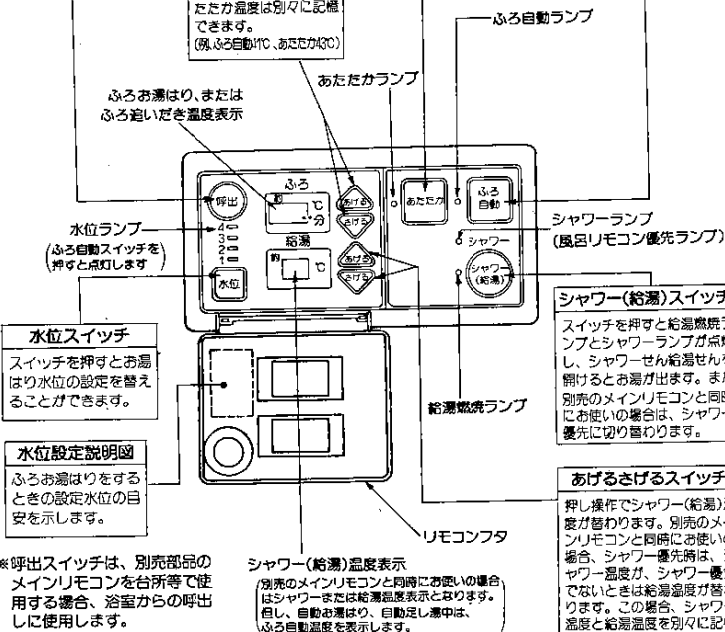 たたか温度は別々に記憶
できます。
ふろ自動ランプ
あたたかランプ
ふろお湯はり、または
ふろ追いだき温度表示
呼出
ふろ
約
℃
分
あげる
さげる
あたたか
ふろ
自動
水位ランプ
(ふろ自動スイッチを
押すと点灯します)
4
3
2
1
給湯
約
℃
あげる
さげる
水位
シャワー
シャワー
(給湯)
シャワーランプ
(風呂リモコン優先ランプ)
水位スイッチ
スイッチを押すとお湯
はり水位の設定を替え
ることができます。
水位設定説明図
ふろお湯はりをする
ときの設定水位の目
安を示します。
給湯燃焼ランプ
リモコンフタ
シャワー(給湯)スイッチ
スイッチを押すと給湯燃焼
ンプとシャワーランプが点
し、シャワーせん給湯せんを
開けるとお湯が出ます。ま
別売のメインリモコンと同
にお使いの場合は、シャワ
優先に切り替わります。
あげるさげるスイッチ
押し操作でシャワー(給湯)
度が替わります。別売のメ
ンリモコンと同時にお使い
場合、シャワー優先時は、
ャワー温度が、シャワー優
でないときは給湯温度が替
ります。この場合、シャワ
温度と給湯温度を別々に記
※呼出スイッチは、別売部品の
メインリモコンを台所等で使
用する場合、浴室からの呼出
しに使用します。
シャワー(給湯)温度表示
(別売のメインリモコンと同時にお使いの場合
はシャワーまたは給湯温度表示となります。
但し、自動お湯はり、自動足し湯中は、
ふろ自動温度を表示します。